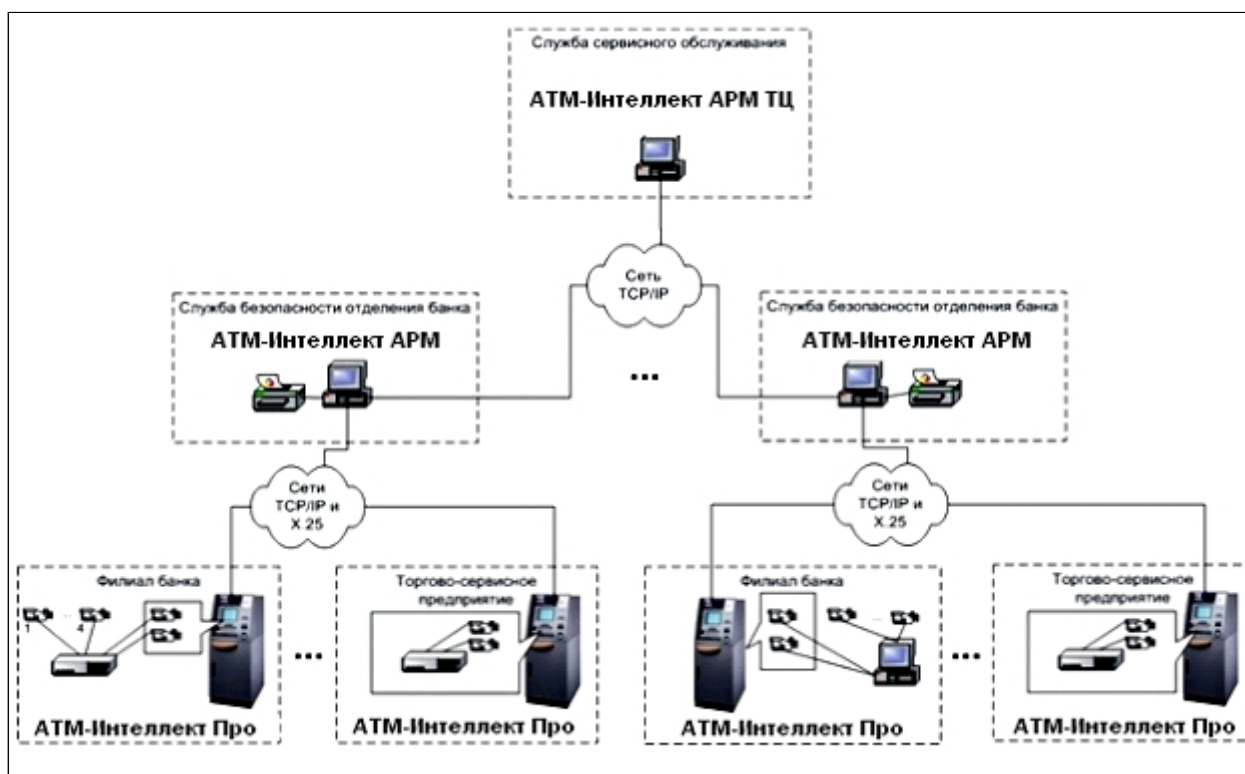 Служба сервисного обслуживания
АТМ-Интеллект АРМ ТЦ
Сеть
TCP/IP
Служба безопасности отделения банка
АТМ-Интеллект АРМ
Служба безопасности отделения банка
АТМ-Интеллект АРМ
...
Сети
TCP/IP и
X.25
Сети
TCP/IP и
X.25
Филиал банка
1
...
4
...
АТМ-Интеллект Про
Торгово-сервисное
предприятие
АТМ-Интеллект Про
Филиал банка
...
АТМ-Интеллект Про
...
Торгово-сервисное
предприятие
АТМ-Интеллект Про